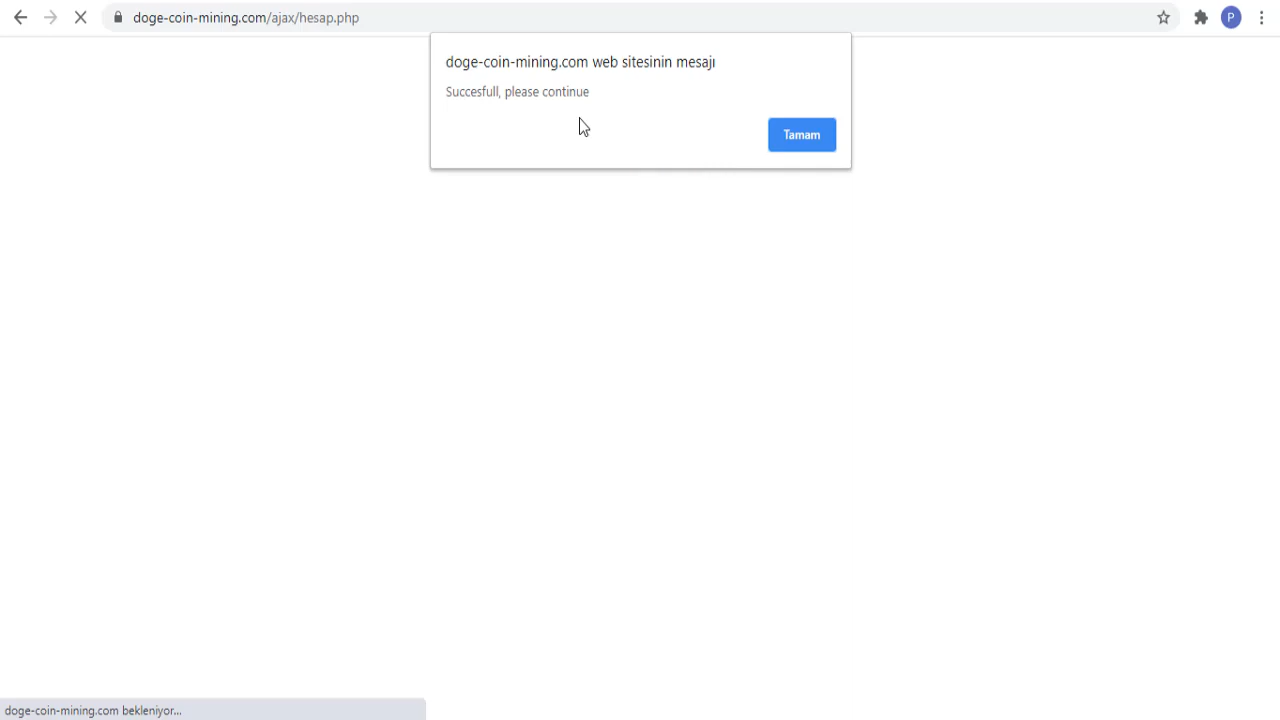 doge-coin-mining.com/ajax/hesap.php
P
doge-coin-mining.com web sitesinin mesajı
Succesfull, please continue
Tamam
doge-coin-mining.com bekleniyor...